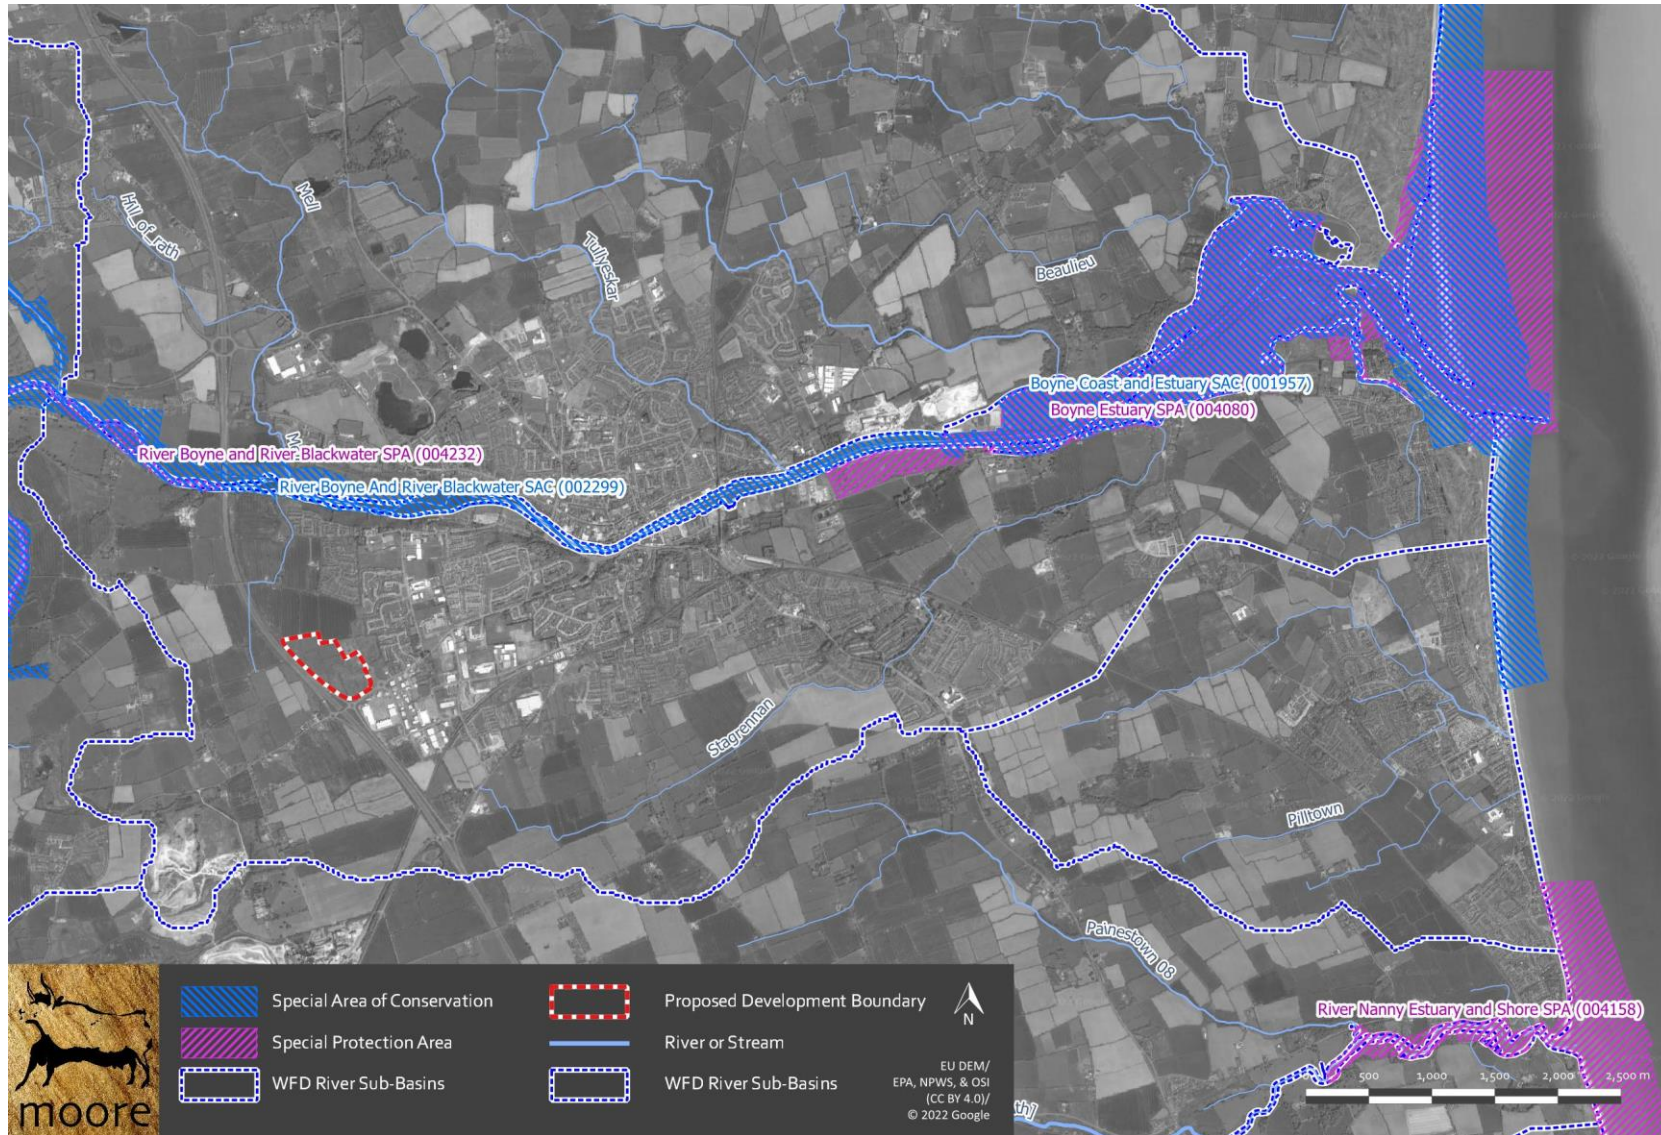 Mell
Hill_of_rath
Tullyeskar
Beaulieu
Boyne Coast and Estuary SAC (001957)
Boyne Estuary SPA (004080)
River Boyne and River Blackwater SPA (004232)
River Boyne And River Blackwater SAC (002299)
Stagrennan
Pilltown
Painestown 08
River Nanny Estuary and Shore SPA (004158)
500 1,000 1,500 2,000 2,500 m
moore
Special Area of Conservation
Special Protection Area
WFD River Sub-Basins
Proposed Development Boundary
River or Stream
WFD River Sub-Basins
N
EU DEM/
EPA, NPWS, & OSI
(CC BY 4.0)/
© 2022 Google
th]